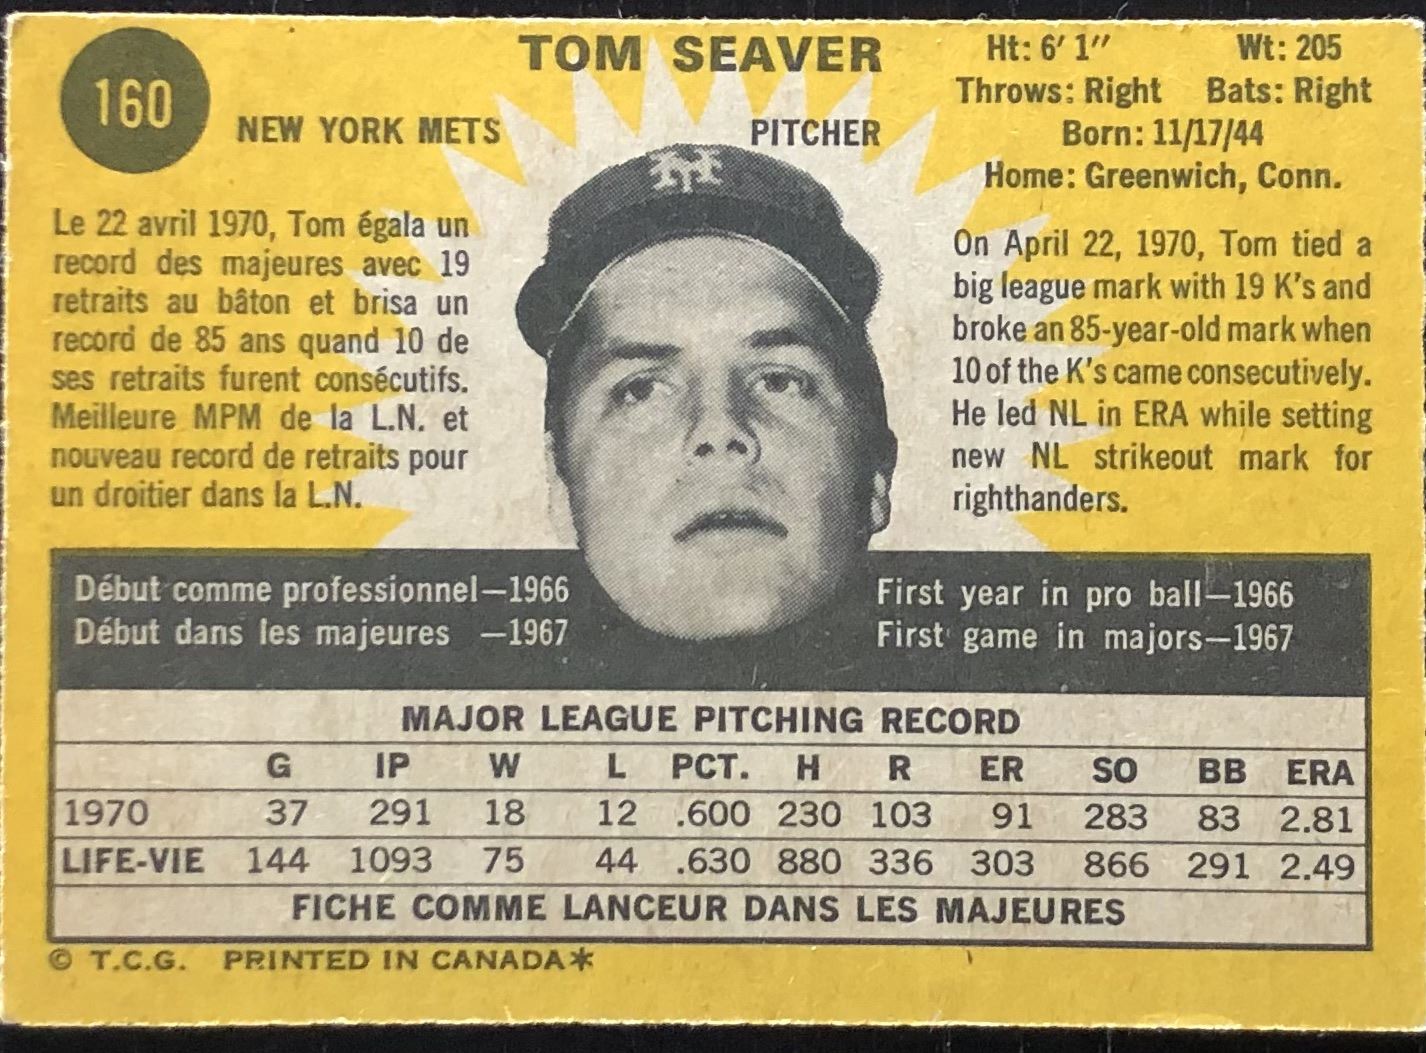 160
TOM SEAVER
NEW YORK METS PITCHER
Ht: 6' 1" Wt: 205
Throws: Right Bats: Right
Born: 11/17/44
Home: Greenwich, Conn.
Le 22 avril 1970, Tom égala un
record des majeures avec 19
retraits au bâton et brisa un
record de 85 ans quand 10 de
ses retraits furent consécutifs.
Meilleure MPM de la L.N. et
nouveau record de retraits pour
un droitier dans la L.N.
On April 22, 1970, Tom tied a
big league mark with 19 K's and
broke an 85-year-old mark when
10 of the K's came consecutively.
He led NL in ERA while setting
new NL strikeout mark for
righthanders.
Début comme professionnel—1966
Début dans les majeures —1967
First year in pro ball—1966
First game in majors—1967
MAJOR LEAGUE PITCHING RECORD
G IP W L PCT. H R ER SO BB ERA
1970 37 291 18 12 .600 230 103 91 283 83 2.81
LIFE-VIE 144 1093 75 44 .630 880 336 303 866 291 2.49
FICHE COMME LANCEUR DANS LES MAJEURES
© T.C.G. PRINTED IN CANADA*
NY